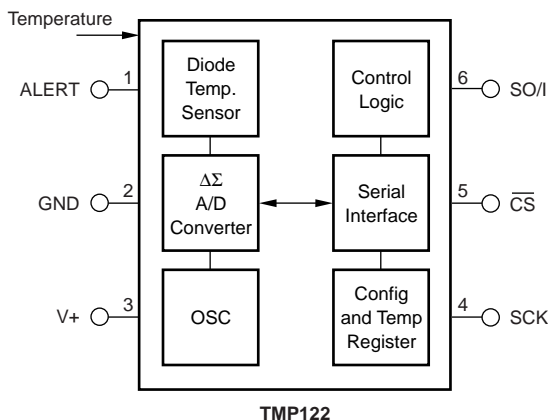 Temperature
ALERT
1
Diode
Temp.
Sensor
Control
Logic
6
SO/I
GND
2
ΔΣ
A/D
Converter
Serial
Interface
5
CS
V+
3
OSC
Config
and Temp
Register
4
SCK
TMP122